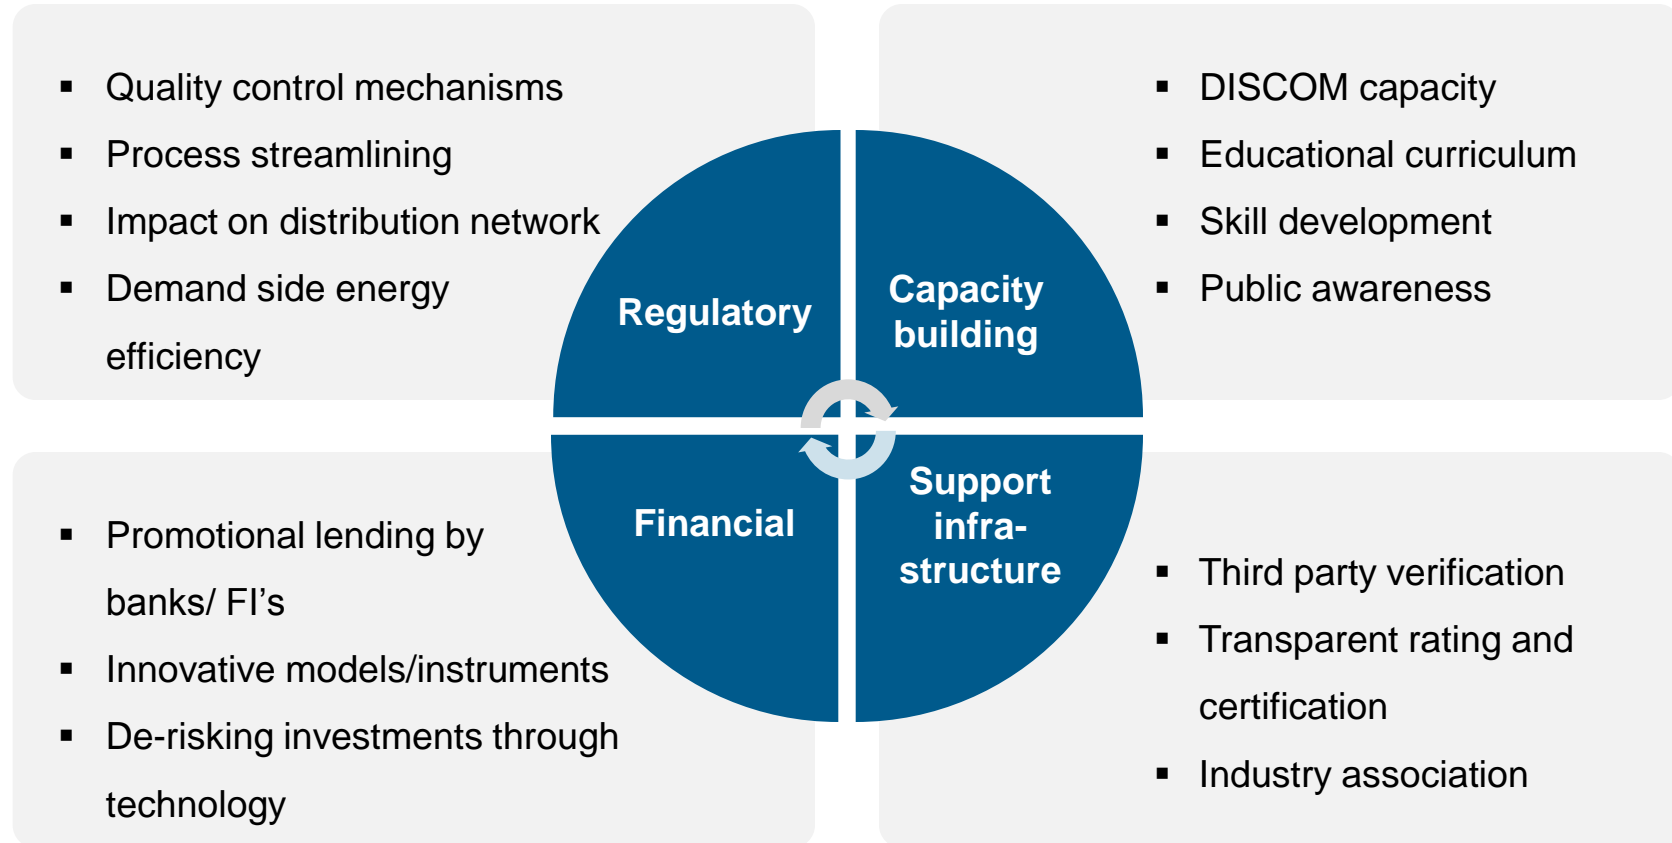 Quality control mechanisms
Process streamlining
Impact on distribution network
Demand side energy
efficiency
DISCOM capacity
Educational curriculum
Skill development
Public awareness
Regulatory
Capacity
building
Financial
Support
infra-
structure
Promotional lending by
banks/ FI’s
Innovative models/instruments
De-risking investments through
technology
Third party verification
Transparent rating and
certification
Industry association